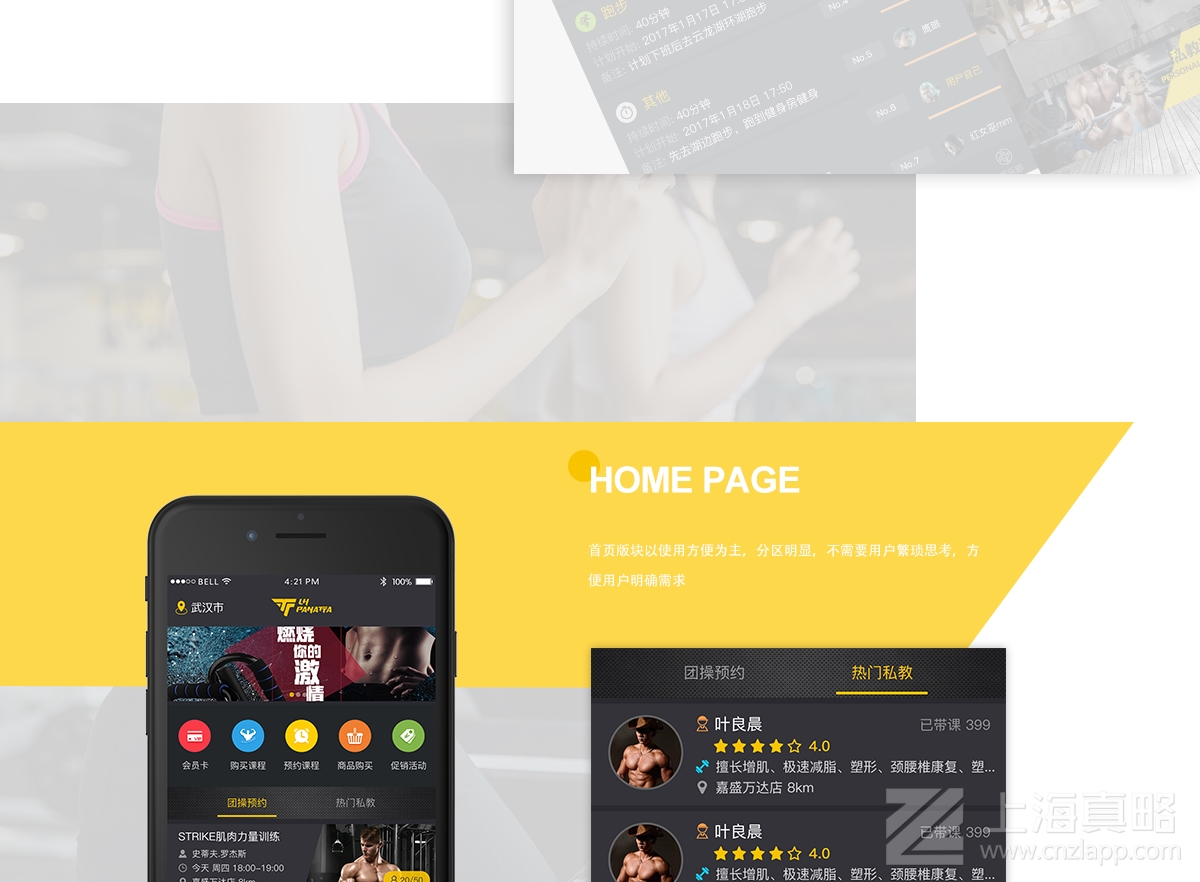 跑步
持续时间: 40分钟
计划开始: 2017年1月17日 17:
备注: 计划下班后去云龙湖环湖跑步
其他
持续时间: 40分钟
计划开始: 2017年1月18日 17:50
备注: 先去湖边跑步、跑到健身房健身
No.4
No.5
No.6 用户自己
No.7 红女巫mm
私教
PERSONAL
HOME PAGE
首页版块以使用方便为主，分区明显，不需要用户繁琐思考，方
便用户明确需求
BELL 4:21 PM 100%
武汉市 LH PANATTA
燃烧
你的
激
情
会员卡 购买课程 预约课程 商品购买 促销活动
团操预约 热门私教
STRIKE肌肉力量训练
史蒂夫.罗杰斯
今天 周四 18:00~19:00
嘉盛万达店 8km
20/50
团操预约 热门私教
叶良晨 已带课 399
4.0
擅长增肌、极速减脂、塑形、颈腰椎康复、塑...
嘉盛万达店 8km
叶良晨 已带课 399
4.0
擅长增肌、极速减脂、塑形、颈腰椎康复、塑...
上海真略
www.cnzlapp.com